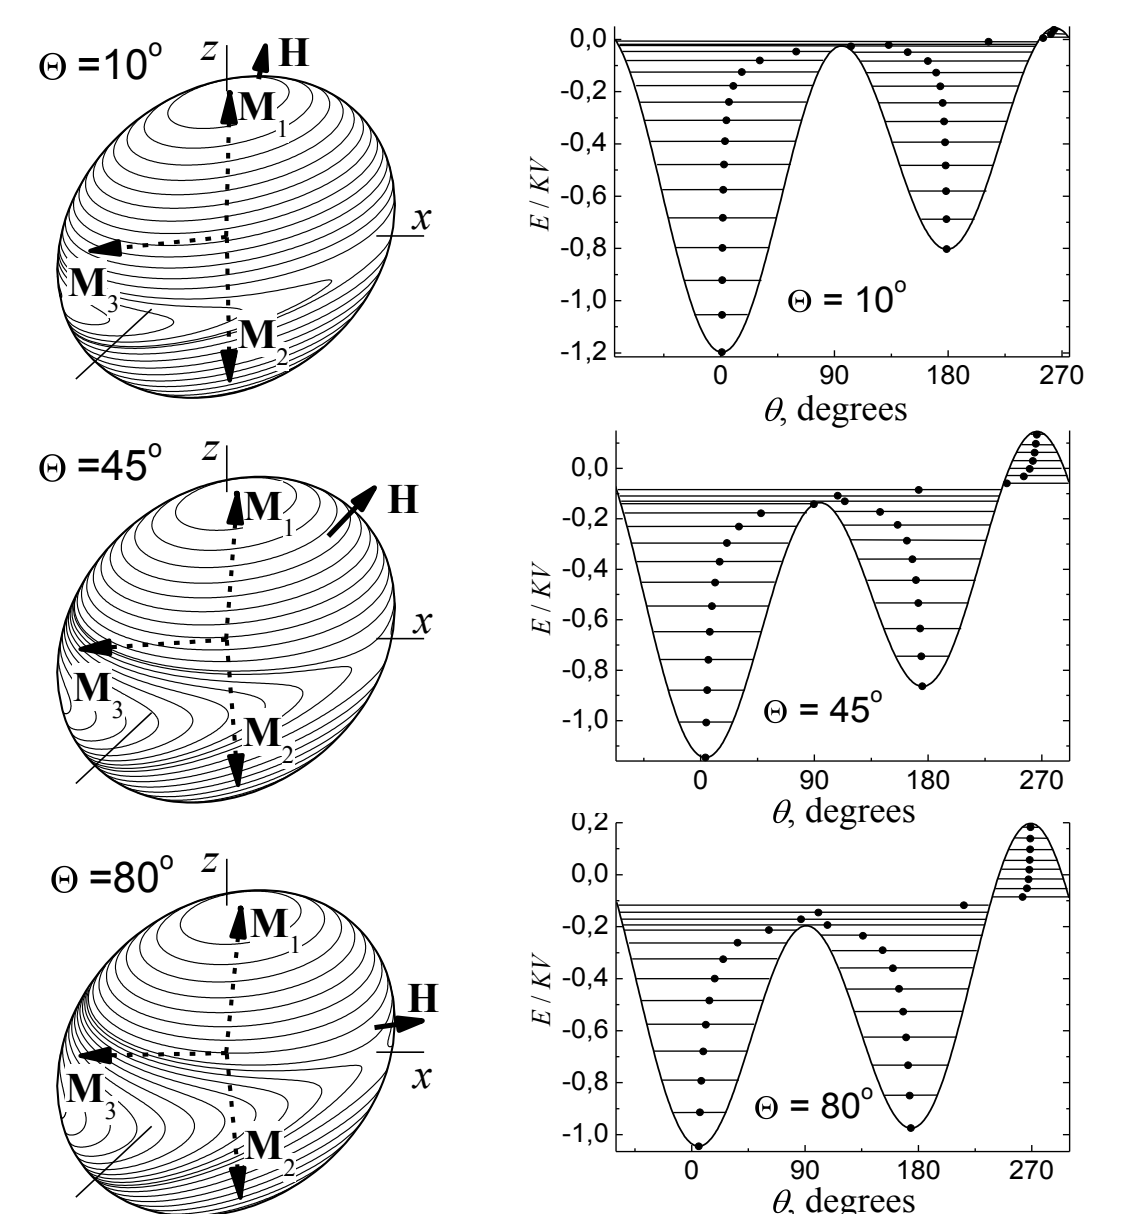 Θ =10°
z
H
M1
x
M3
M2
0,0
-0,2
-0,4
-0,6
-0,8
-1,0
-1,2
E / KV
Θ = 10°
0 90 180 270
θ, degrees
Θ =45°
z
H
M1
x
M3
M2
0,0
-0,2
-0,4
-0,6
-0,8
-1,0
E / KV
Θ = 45°
0 90 180 270
θ, degrees
Θ =80°
z
M1
H
x
M3
M2
0,2
0,0
-0,2
-0,4
-0,6
-0,8
-1,0
E / KV
Θ = 80°
0 90 180 270
θ, degrees